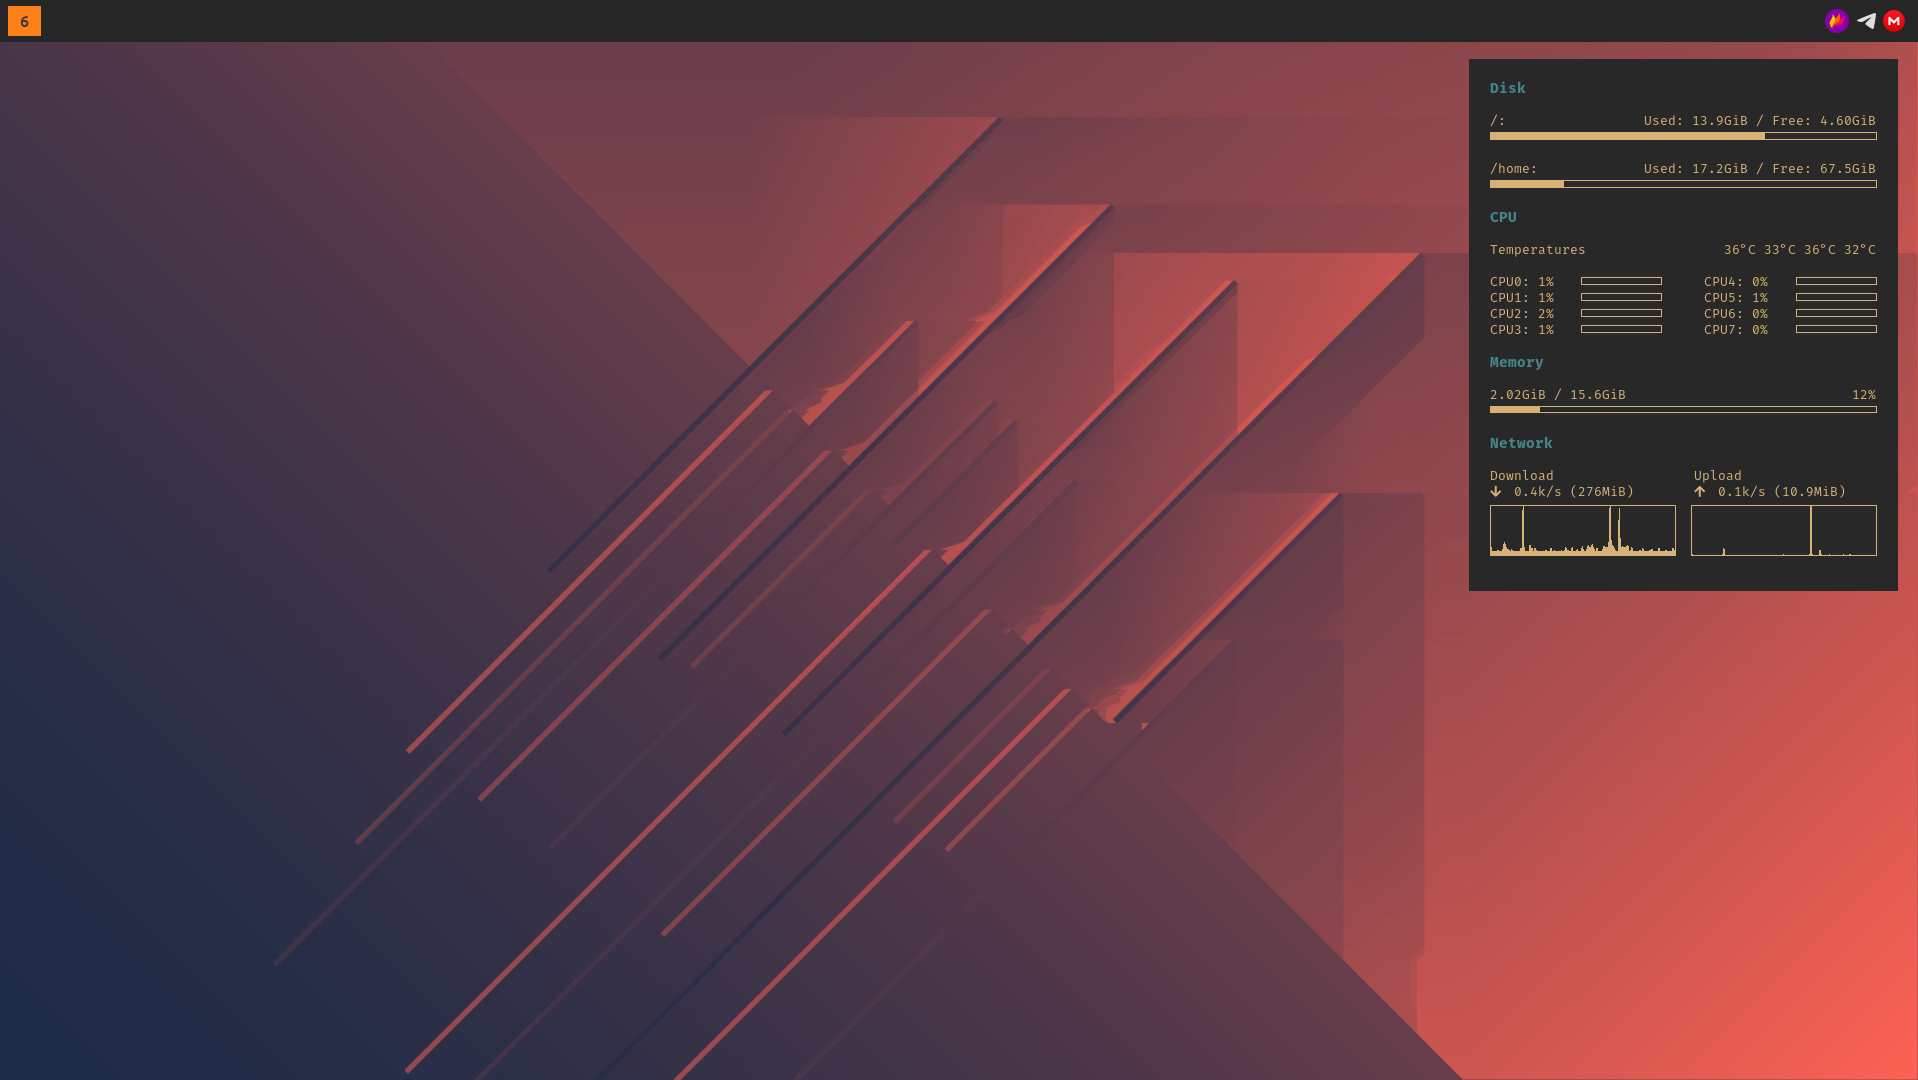 6
Disk
/: Used: 13.9GiB / Free: 4.60GiB
/home: Used: 17.2GiB / Free: 67.5GiB
CPU
Temperatures 36°C 33°C 36°C 32°C
CPU0: 1% CPU4: 0%
CPU1: 1% CPU5: 1%
CPU2: 2% CPU6: 0%
CPU3: 1% CPU7: 0%
Memory
2.02GiB / 15.6GiB 12%
Network
Download Upload
↓ 0.4k/s (276MiB) ↑ 0.1k/s (10.9MiB)